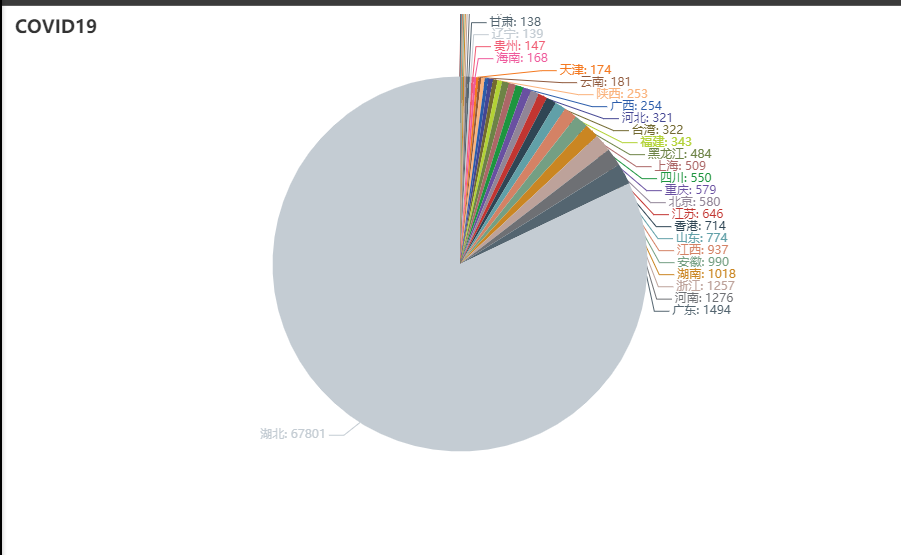 COVID19
甘肃: 138
辽宁: 139
贵州: 147
海南: 168
天津: 174
云南: 181
陕西: 253
广西: 254
河北: 321
台湾: 322
福建: 343
黑龙江: 484
上海: 509
四川: 550
重庆: 579
北京: 580
江苏: 646
香港: 714
山东: 774
江西: 937
安徽: 990
湖南: 1018
浙江: 1257
河南: 1276
广东: 1494
湖北: 67801